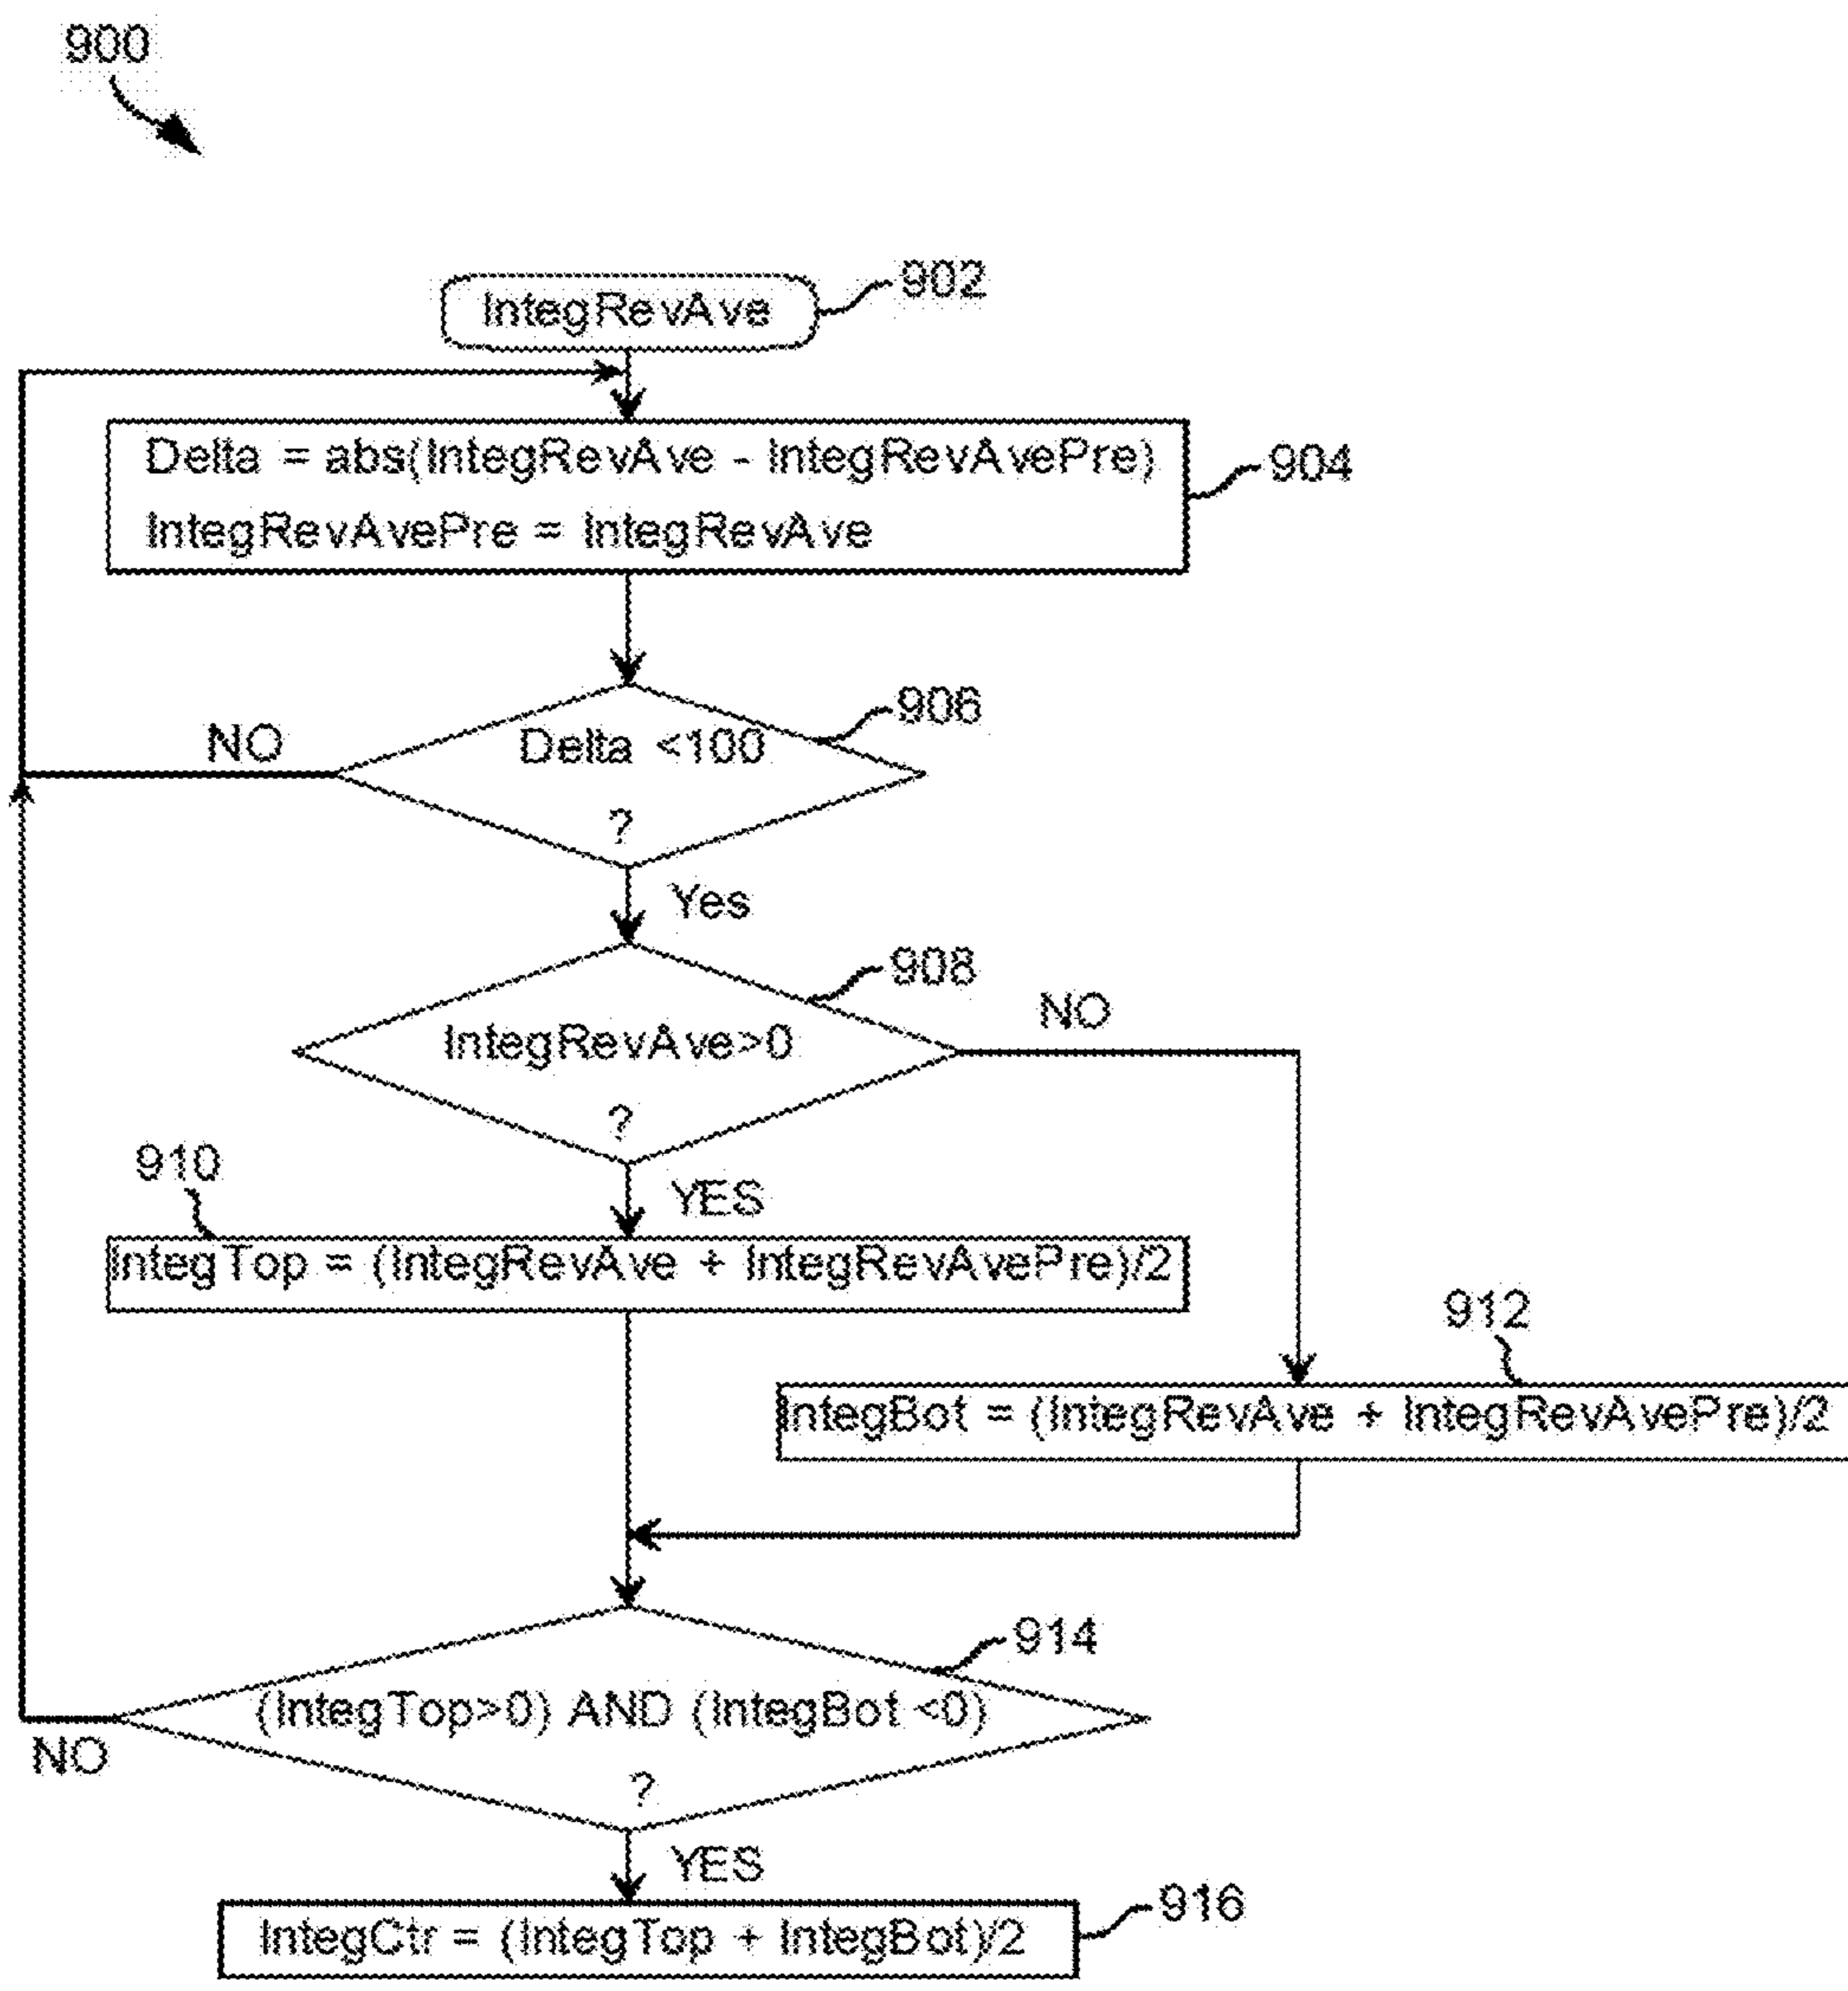 900
IntegRevAve
902
Delta = abs(IntegRevAve - IntegRevAvePre)
IntegRevAvePre = IntegRevAve
904
906
NO
Delta <100
?
Yes
908
NO
IntegRevAve>0
?
910
YES
IntegTop = (IntegRevAve + IntegRevAvePre)/2
912
IntegBot = (IntegRevAve + IntegRevAvePre)/2
914
(IntegTop>0) AND (IntegBot <0)
NO
?
YES
916
IntegCtr = (IntegTop + IntegBot)/2